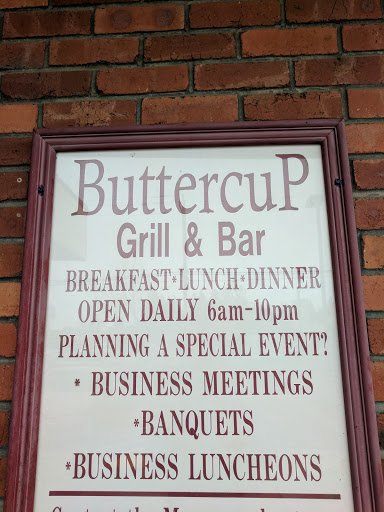 ButtercuP
Grill & Bar
BREAKFAST*LUNCH*DINNER
OPEN DAILY 6am-10pm
PLANNING A SPECIAL EVENT?
* BUSINESS MEETINGS
*BANQUETS
*BUSINESS LUNCHEONS